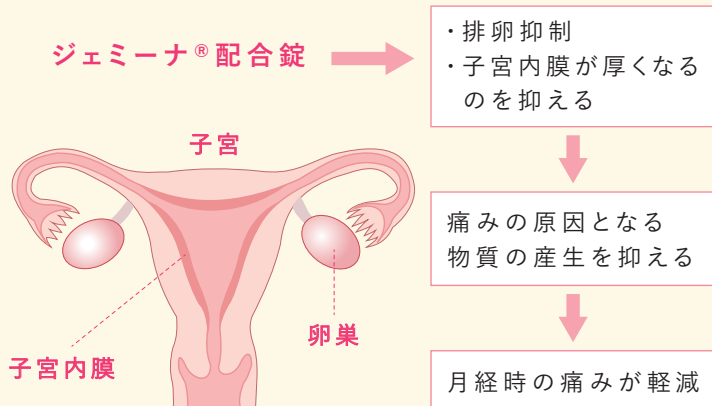 ジェミーナ®配合錠
・排卵抑制
・子宮内膜が厚くなる
のを抑える
子宮
痛みの原因となる
物質の産生を抑える
卵巣
子宮内膜
月経時の痛みが軽減